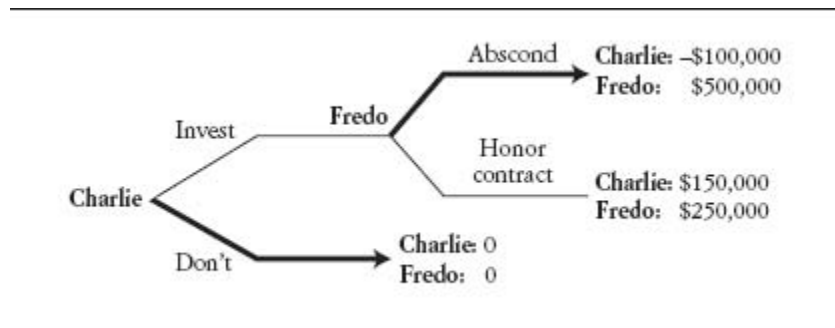 Abscond
Charlie: –$100,000
Fredo: $500,000
Fredo
Invest
Honor
contract
Charlie: $150,000
Fredo: $250,000
Charlie
Don't
Charlie: 0
Fredo: 0